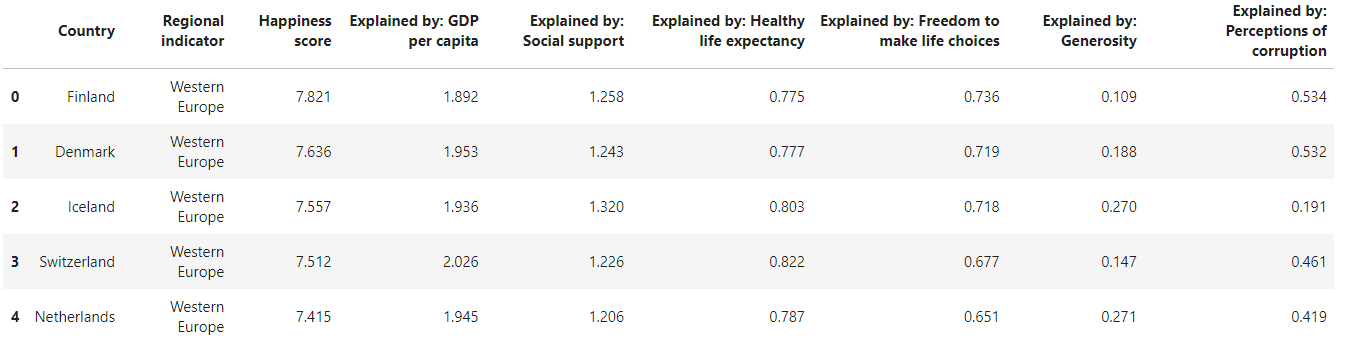 Country Regional indicator Happiness score Explained by: GDP per capita Explained by: Social support Explained by: Healthy life expectancy Explained by: Freedom to make life choices Explained by: Generosity Explained by: Perceptions of corruption
0 Finland Western Europe 7.821 1.892 1.258 0.775 0.736 0.109 0.534
1 Denmark Western Europe 7.636 1.953 1.243 0.777 0.719 0.188 0.532
2 Iceland Western Europe 7.557 1.936 1.320 0.803 0.718 0.270 0.191
3 Switzerland Western Europe 7.512 2.026 1.226 0.822 0.677 0.147 0.461
4 Netherlands Western Europe 7.415 1.945 1.206 0.787 0.651 0.271 0.419